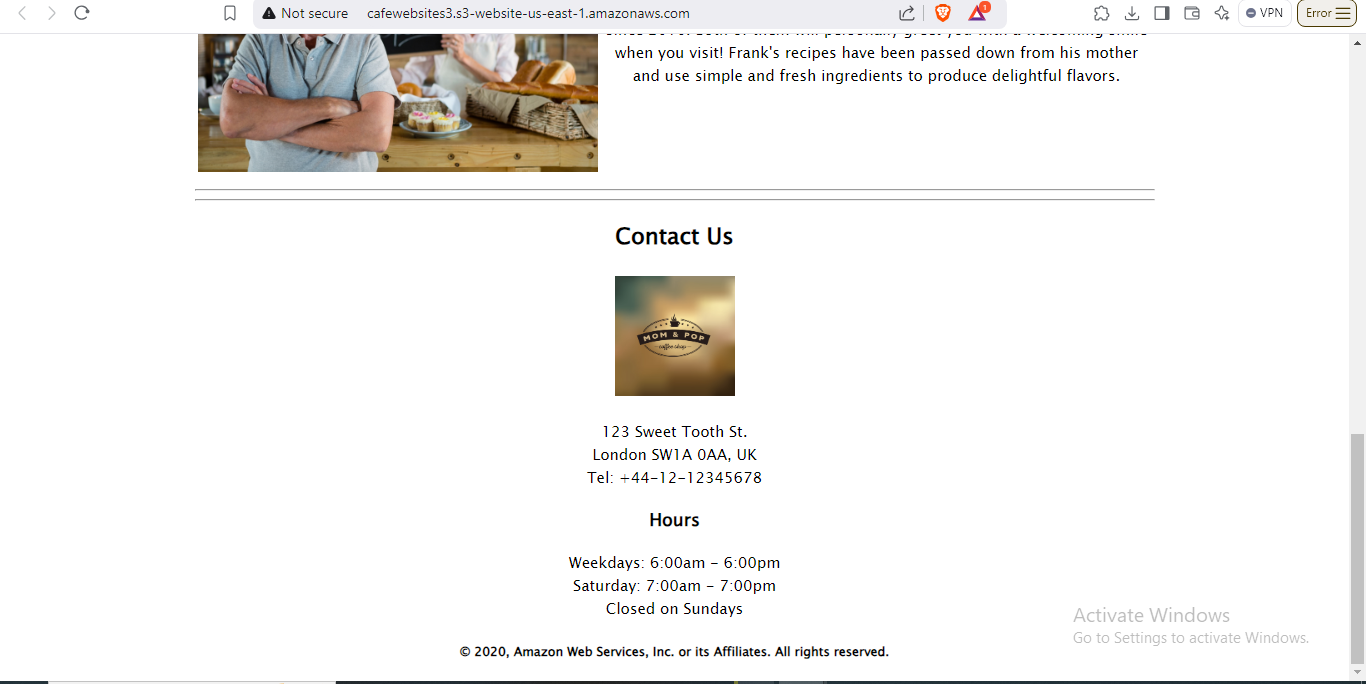 Not secure
cafewebsites3.s3-website-us-east-1.amazonaws.com
1
VPN
Error
when you visit! Frank's recipes have been passed down from his mother
and use simple and fresh ingredients to produce delightful flavors.
Contact Us
MOM & POP
coffee shop
123 Sweet Tooth St.
London SW1A 0AA, UK
Tel: +44-12-12345678
Hours
Weekdays: 6:00am - 6:00pm
Saturday: 7:00am - 7:00pm
Closed on Sundays
Activate Windows
Go to Settings to activate Windows.
© 2020, Amazon Web Services, Inc. or its Affiliates. All rights reserved.